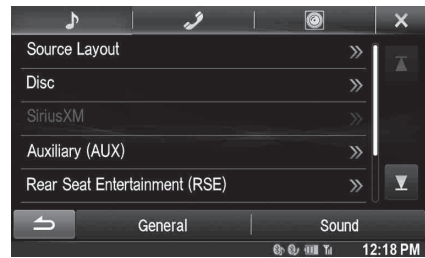 Source Layout
Disc
SiriusXM
Auxiliary (AUX)
Rear Seat Entertainment (RSE)
General Sound
12:18 PM